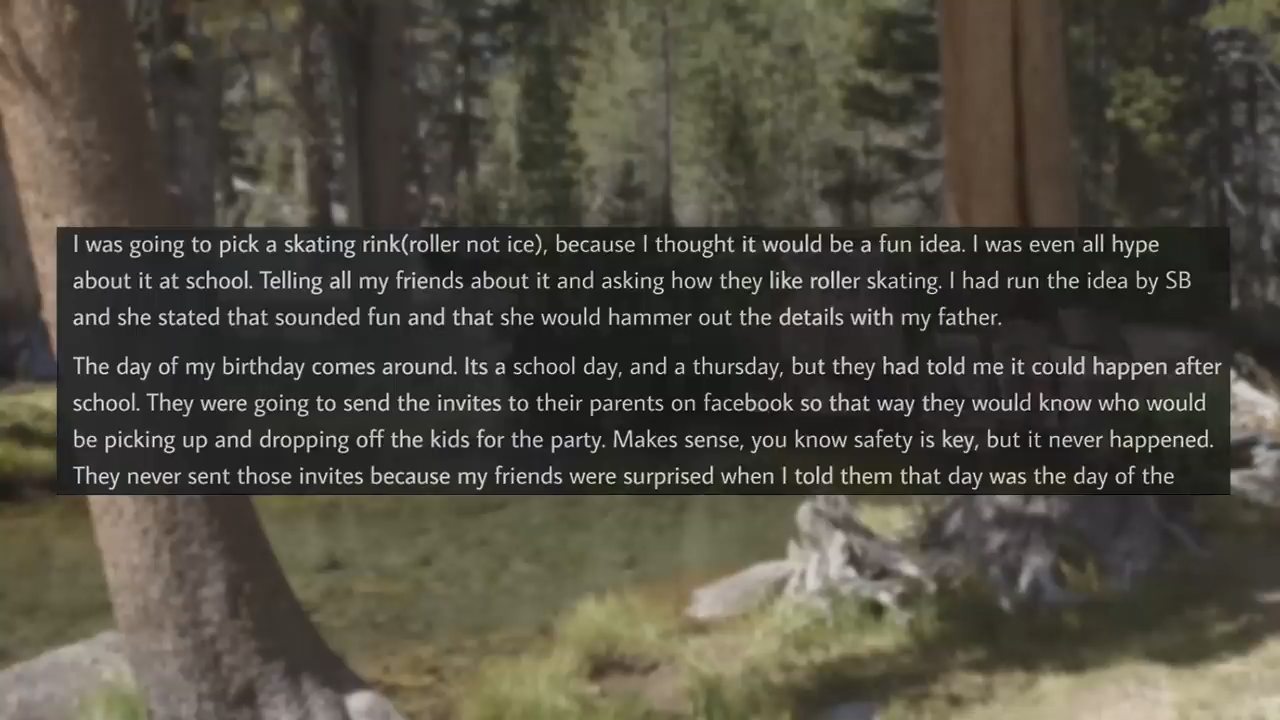 I was going to pick a skating rink(roller not ice), because I thought it would be a fun idea. I was even all hype
about it at school. Telling all my friends about it and asking how they like roller skating. I had run the idea by SB
and she stated that sounded fun and that she would hammer out the details with my father.
The day of my birthday comes around. Its a school day, and a thursday, but they had told me it could happen after
school. They were going to send the invites to their parents on facebook so that way they would know who would
be picking up and dropping off the kids for the party. Makes sense, you know safety is key, but it never happened.
They never sent those invites because my friends were surprised when I told them that day was the day of the